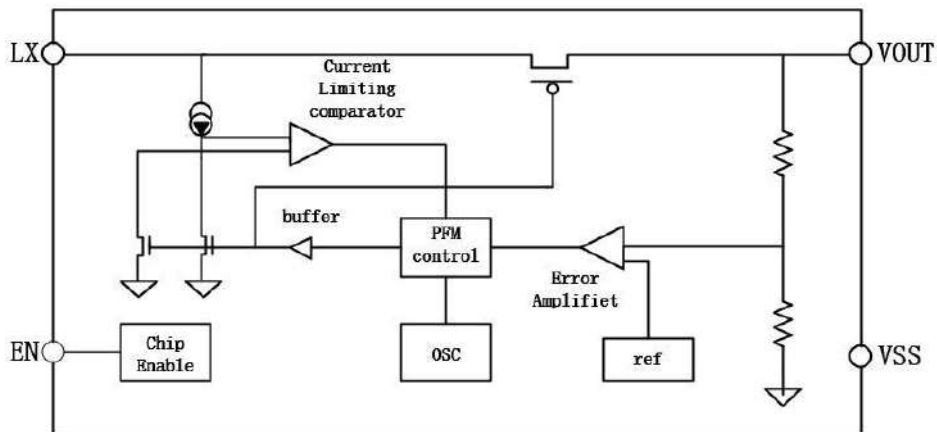 LX
VOUT
Current
Limiting
comparator
buffer
PFM
control
Error
Amplifiet
EN
Chip
Enable
OSC
ref
VSS